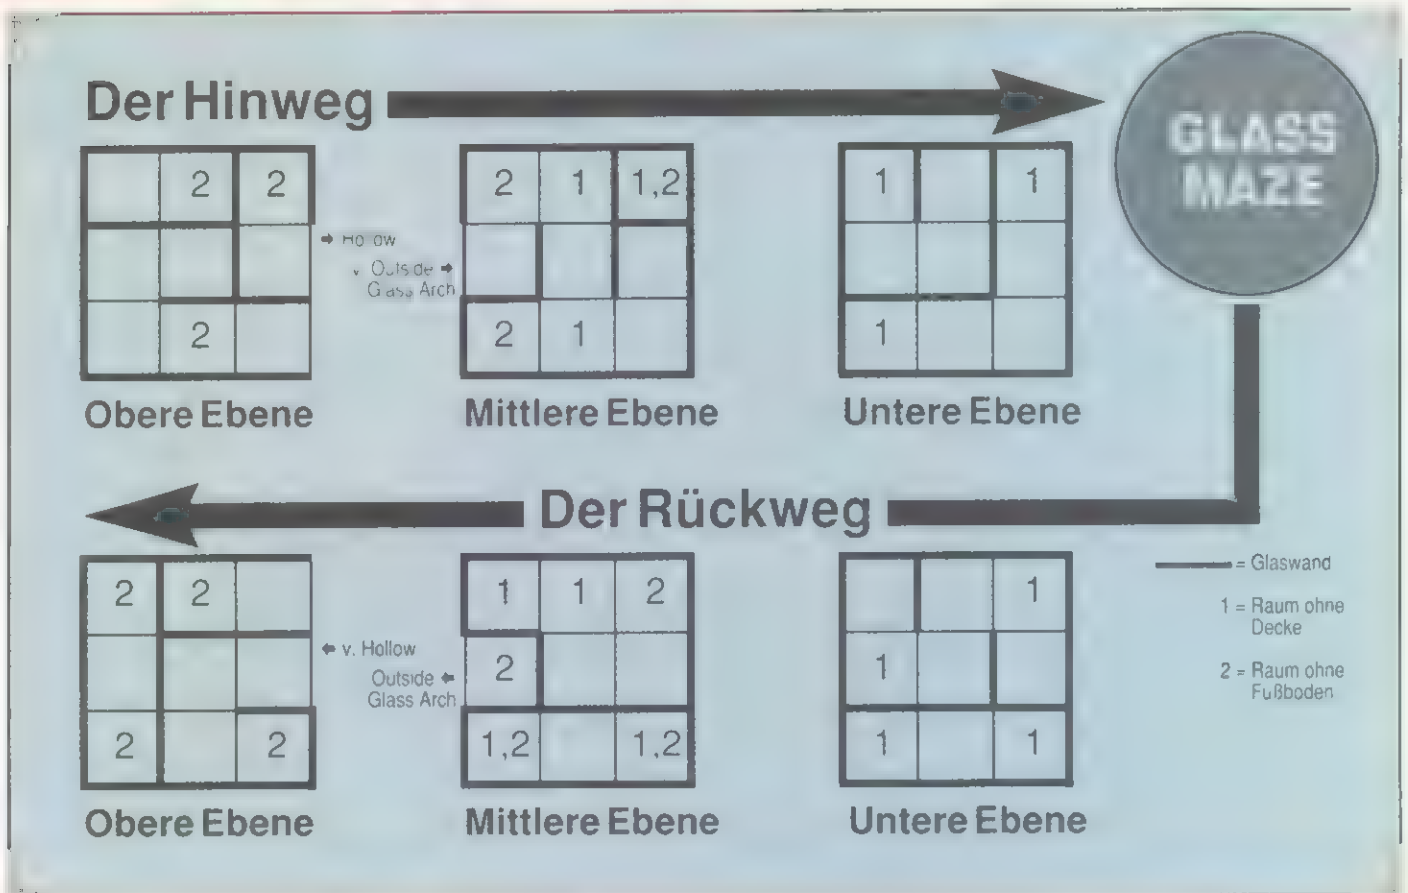 Der Hinweg
GLASS
MAZE
2 2
2
Obere Ebene
➔ Hollow
v. Outside ➔
Glass Arch
2 1 1,2
2 1
Mittlere Ebene
1 1
1
Untere Ebene
Der Rückweg
2 2
2 2
Obere Ebene
← v. Hollow
Outside ←
Glass Arch
1 1 2
2
1,2 1,2
Mittlere Ebene
1
1
1 1
Untere Ebene
= Glaswand
1 = Raum ohne
Decke
2 = Raum ohne
Fußboden